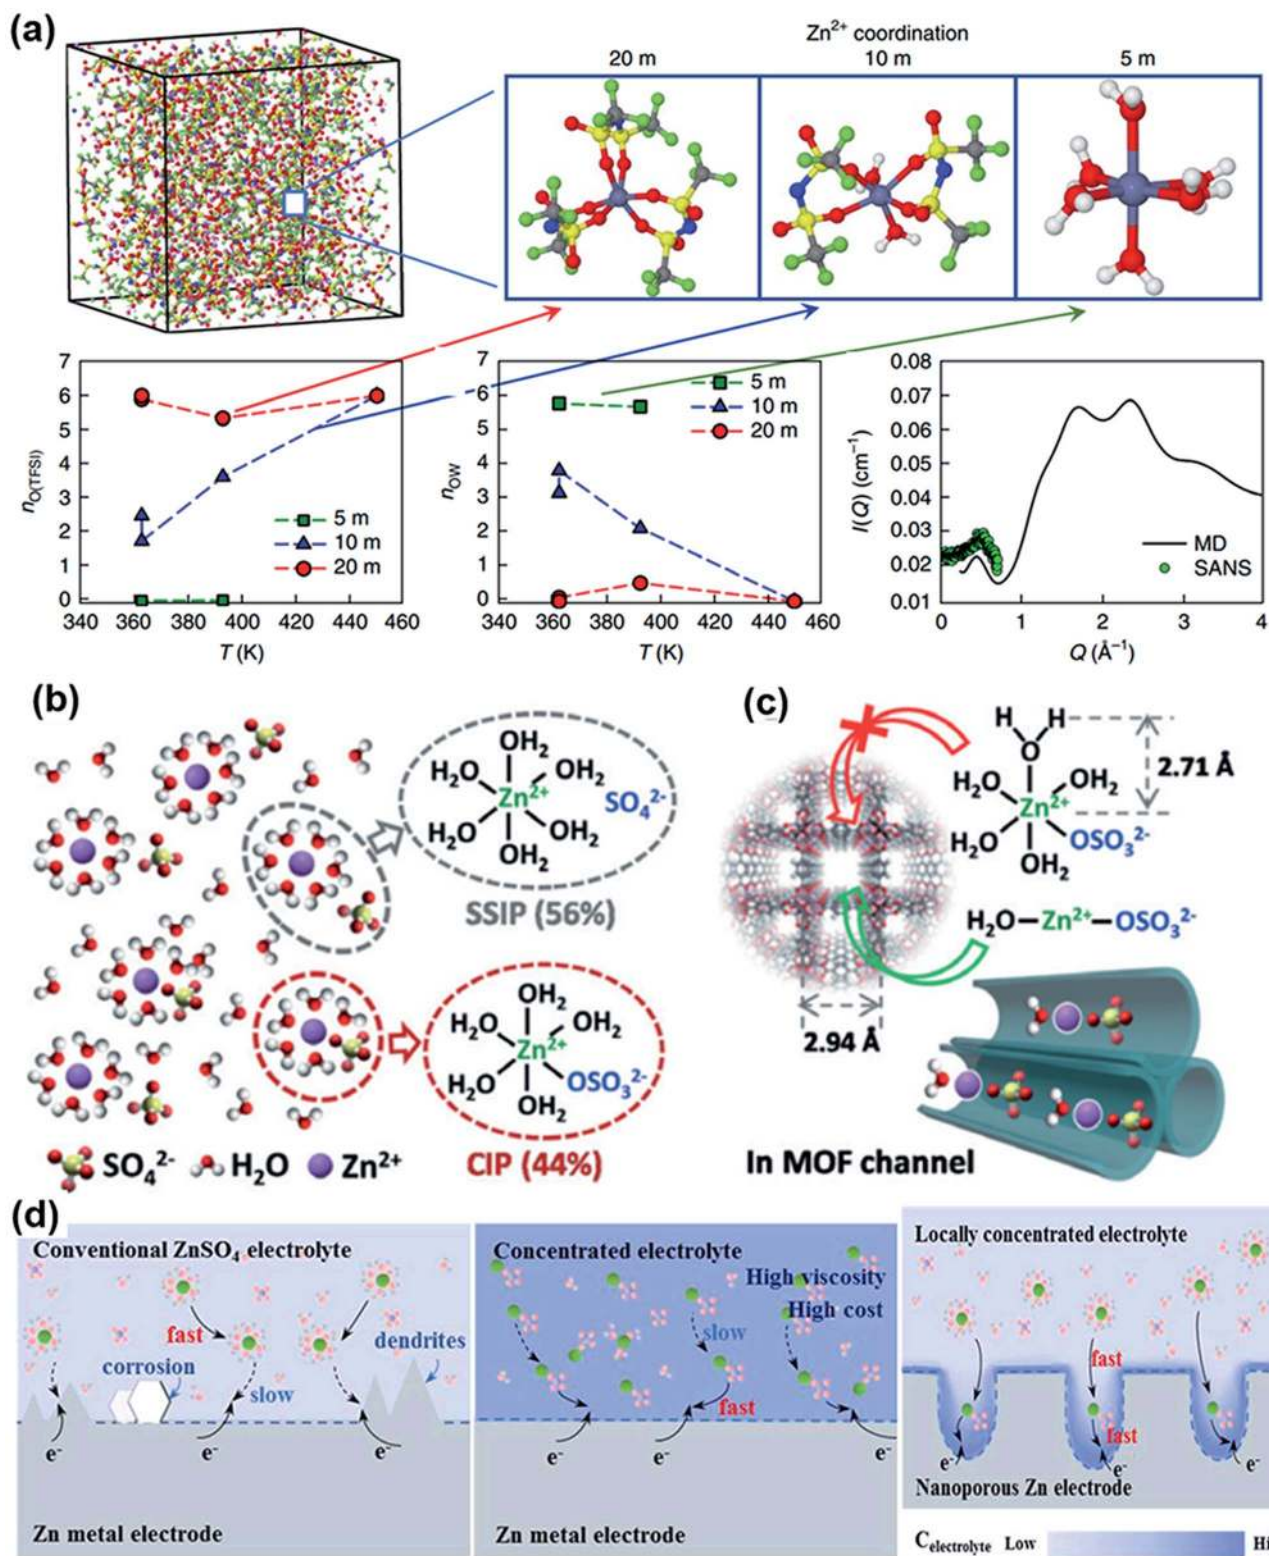 (a)
Zn²⁺ coordination
20 m
10 m
5 m
7
6
5
4
3
2
1
0
n_O(TFSI)
5 m
10 m
20 m
340 360 380 400 420 440 460
T (K)
7
6
5
4
3
2
1
0
n_OW
5 m
10 m
20 m
340 360 380 400 420 440 460
T (K)
0.08
0.07
0.06
0.05
0.04
0.03
0.02
0.01
I(Q) (cm⁻¹)
MD
SANS
0 1 2 3 4
Q (Å⁻¹)
(b)
OH₂
H₂O OH₂
Zn²⁺ SO₄²⁻
H₂O OH₂
OH₂
SSIP (56%)
OH₂
H₂O OH₂
Zn²⁺
H₂O OSO₃²⁻
OH₂
CIP (44%)
SO₄²⁻ H₂O Zn²⁺
(c)
H H
O
2.71 Å
H₂O OH₂
Zn²⁺
H₂O OSO₃²⁻
OH₂
H₂O—Zn²⁺—OSO₃²⁻
2.94 Å
In MOF channel
(d)
Conventional ZnSO₄ electrolyte
fast
dendrites
corrosion
slow
e⁻ e⁻ e⁻
Zn metal electrode
Concentrated electrolyte
High viscosity
High cost
slow
fast
e⁻ e⁻ e⁻
Zn metal electrode
Locally concentrated electrolyte
fast
fast
e⁻ e⁻ e⁻
Nanoporous Zn electrode
C_electrolyte Low Hi